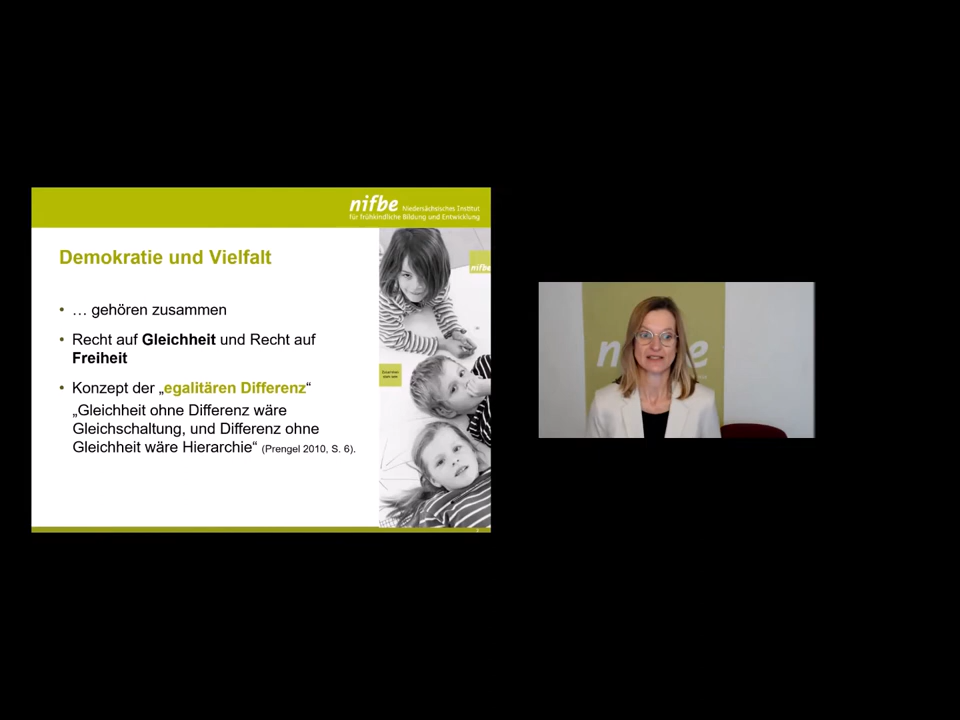 nifbe Niedersächsisches Institut
für frühkindliche Bildung und Entwicklung
Demokratie und Vielfalt
nifbe
• … gehören zusammen
• Recht auf Gleichheit und Recht auf
Freiheit
• Konzept der „egalitären Differenz“
„Gleichheit ohne Differenz wäre
Gleichschaltung, und Differenz ohne
Gleichheit wäre Hierarchie“ (Prengel 2010, S. 6).
nifbe